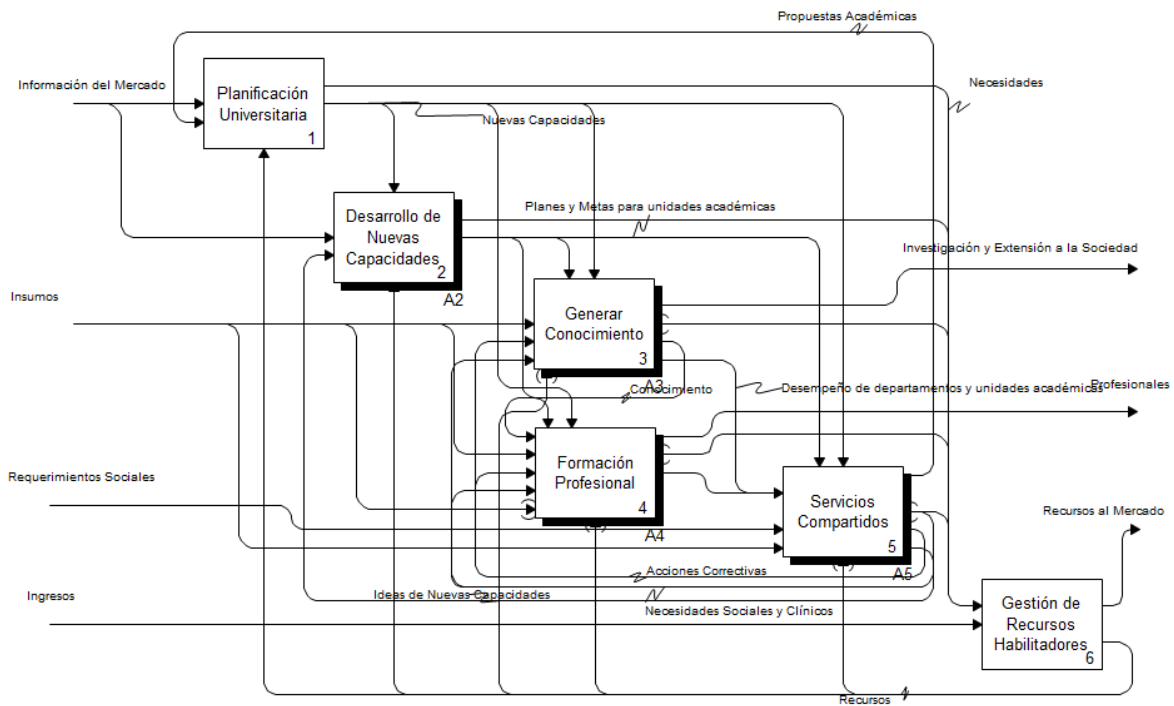 Propuestas Académicas
Información del Mercado
Planificación
Universitaria
1
Necesidades
Nuevas Capacidades
Desarrollo de
Nuevas
Capacidades
2
A2
Planes y Metas para unidades académicas
Investigación y Extensión a la Sociedad
Insumos
Generar
Conocimiento
3
A3
Conocimiento
Desempeño de departamentos y unidades académicas
Profesionales
Formación
Profesional
4
A4
Requerimientos Sociales
Servicios
Compartidos
5
A5
Recursos al Mercado
Acciones Correctivas
Ideas de Nuevas Capacidades
Necesidades Sociales y Clínicos
Ingresos
Gestión de
Recursos
Habilitadores
6
Recursos